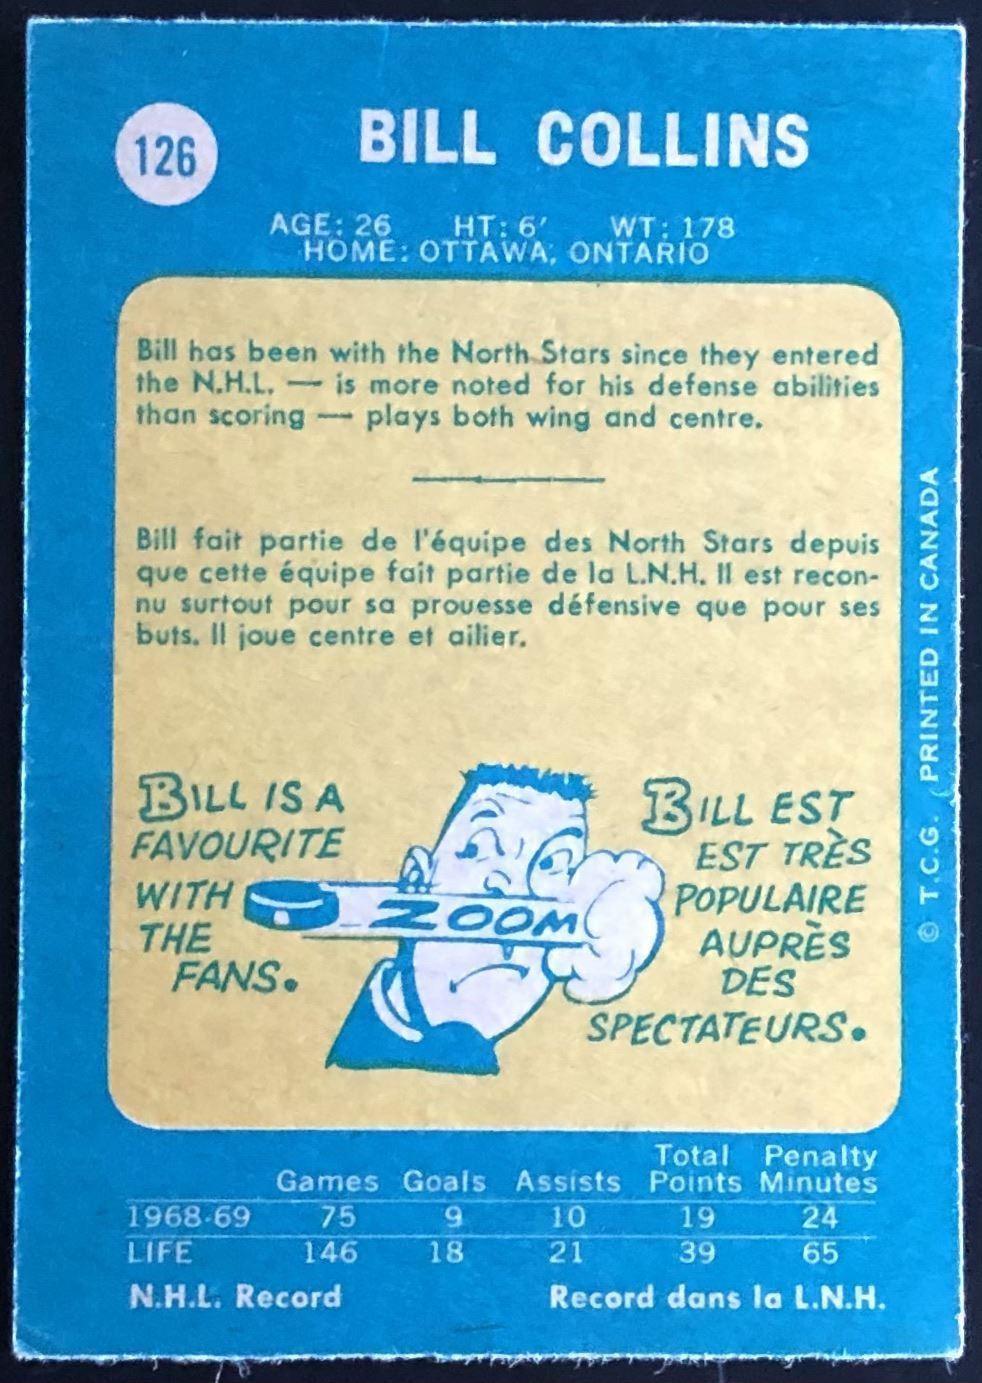 126
BILL COLLINS
AGE: 26 HT: 6' WT: 178
HOME: OTTAWA, ONTARIO
Bill has been with the North Stars since they entered
the N.H.L. — is more noted for his defense abilities
than scoring — plays both wing and centre.
Bill fait partie de l'équipe des North Stars depuis
que cette équipe fait partie de la L.N.H. Il est recon-
nu surtout pour sa prouesse défensive que pour ses
buts. Il joue centre et ailier.
BILL IS A
FAVOURITE
WITH
THE
FANS.
ZOOM
BILL EST
EST TRÈS
POPULAIRE
AUPRÈS
DES
SPECTATEURS.
© T.C.G. PRINTED IN CANADA
Total Penalty
Games Goals Assists Points Minutes
1968-69 75 9 10 19 24
LIFE 146 18 21 39 65
N.H.L. Record Record dans la L.N.H.